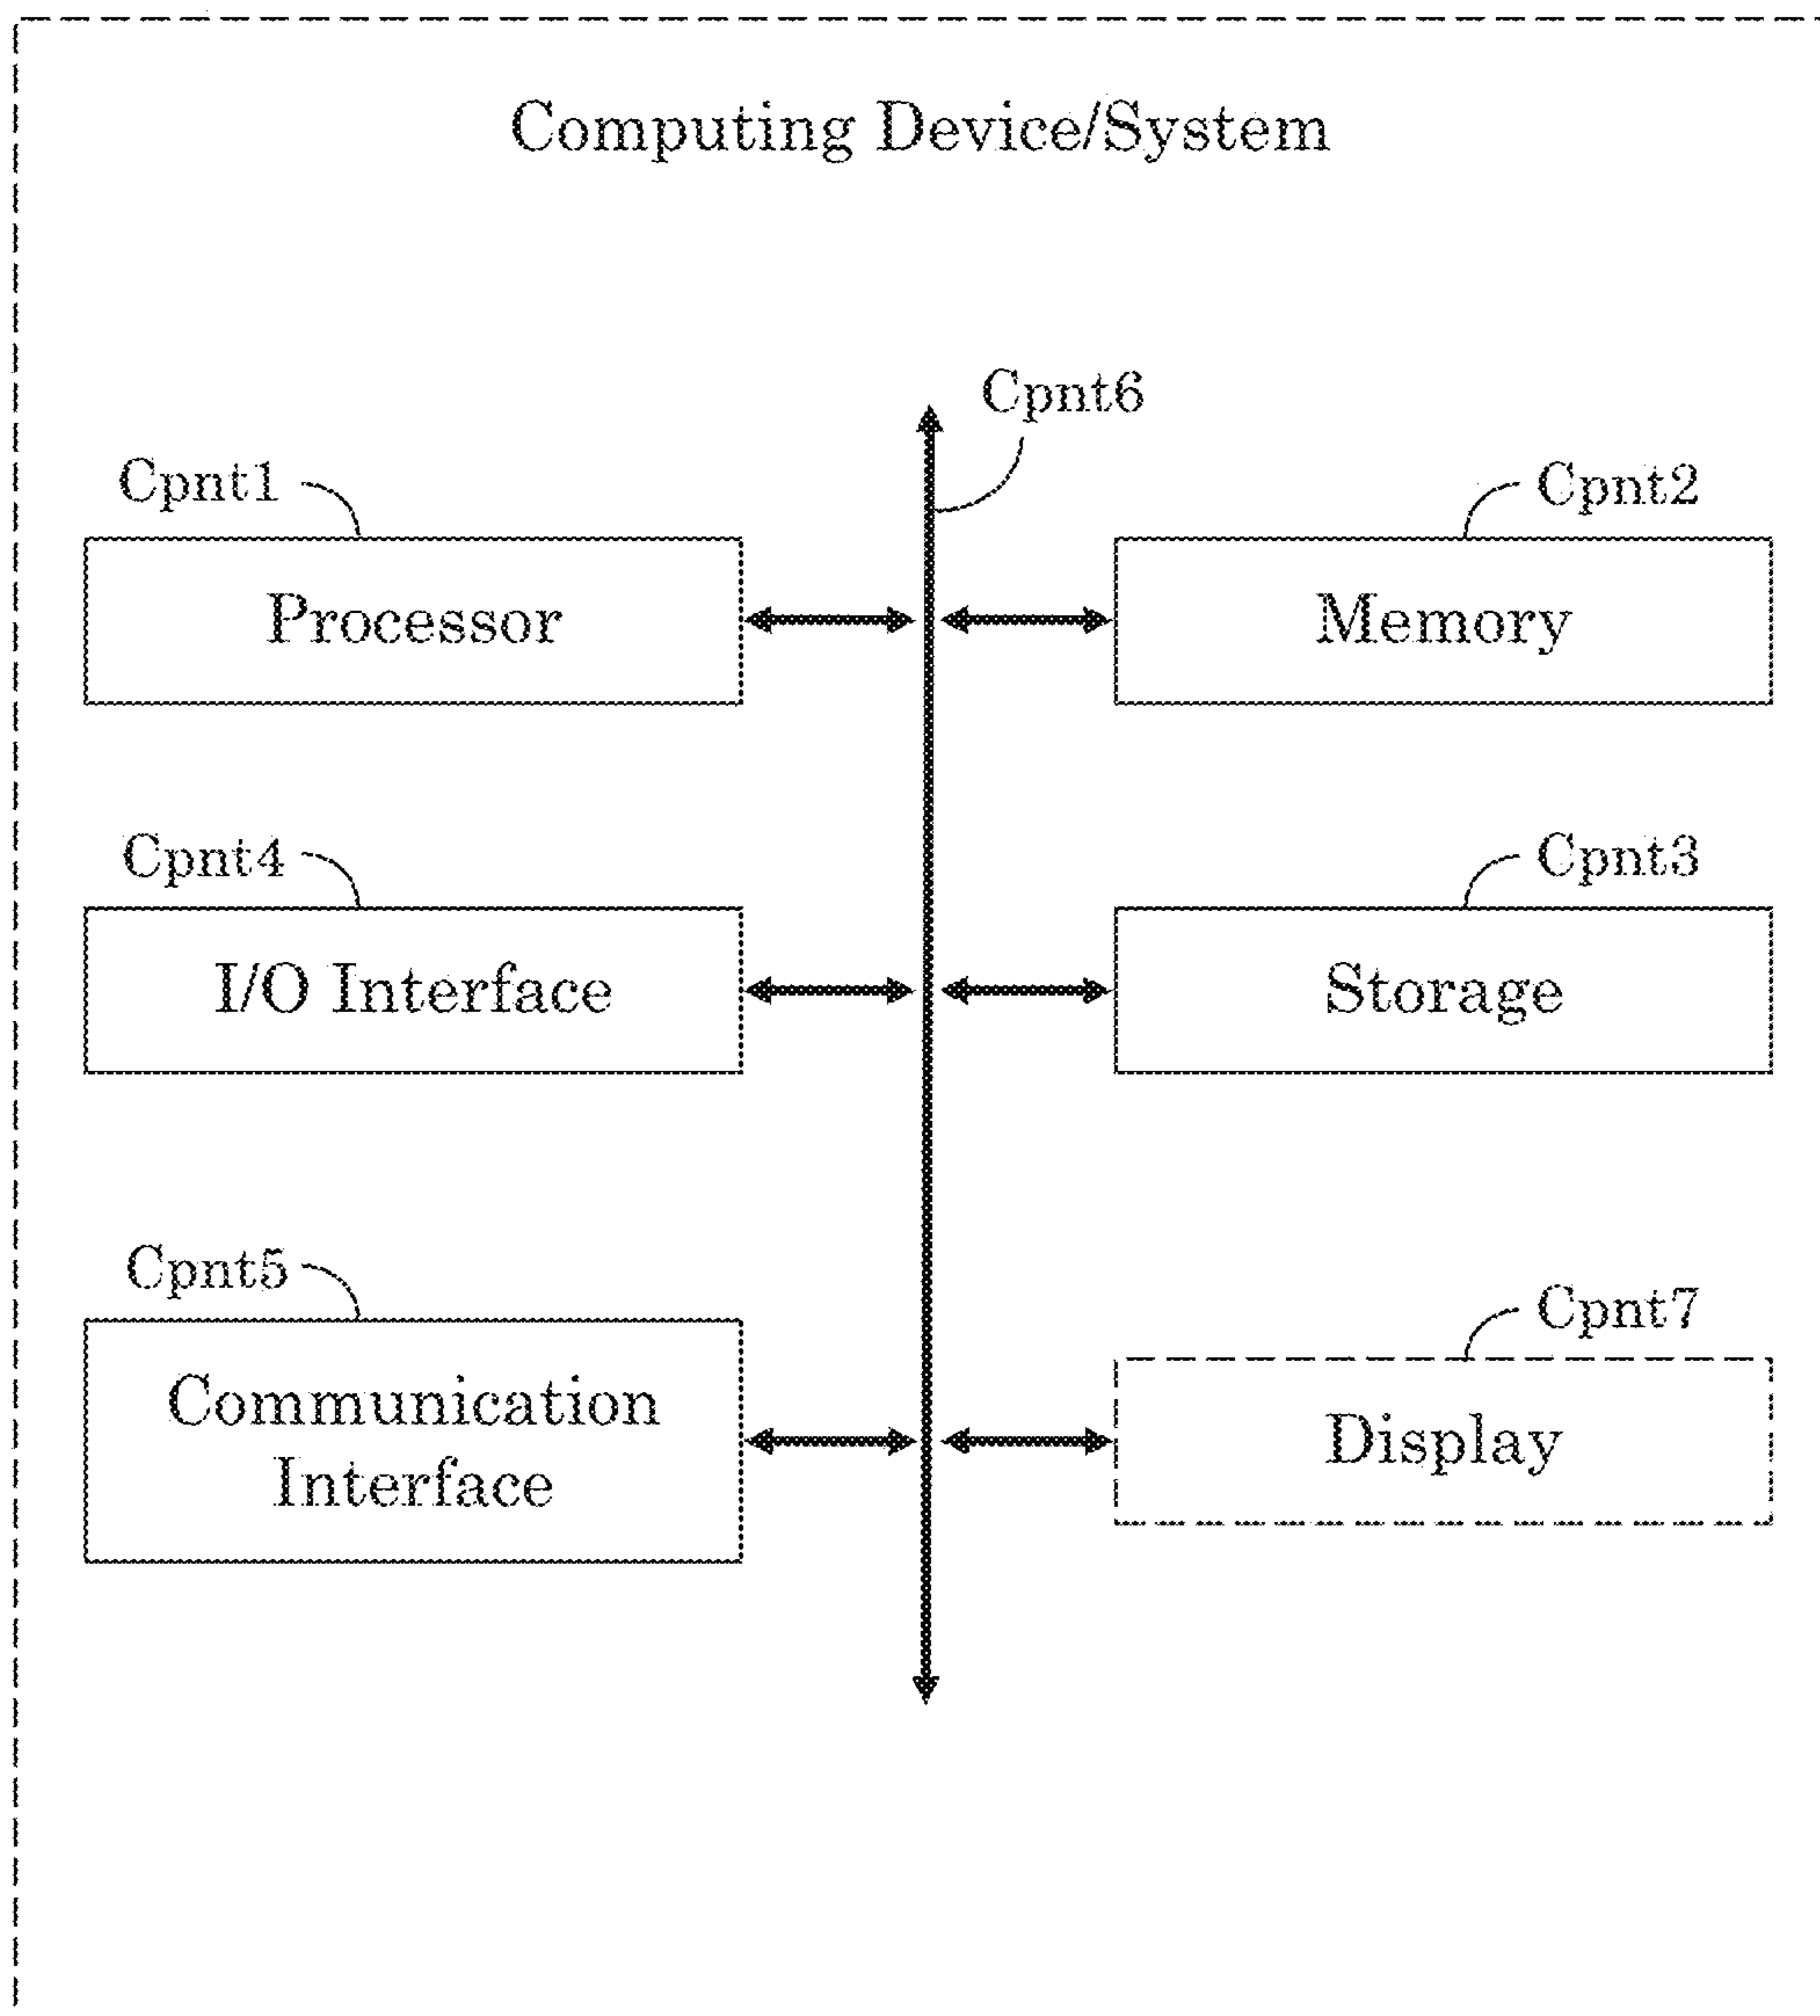 Computing Device/System
Cpnt6
Cpnt1
Cpnt2
Processor
Memory
Cpnt4
Cpnt3
I/O Interface
Storage
Cpnt5
Cpnt7
Communication
Interface
Display